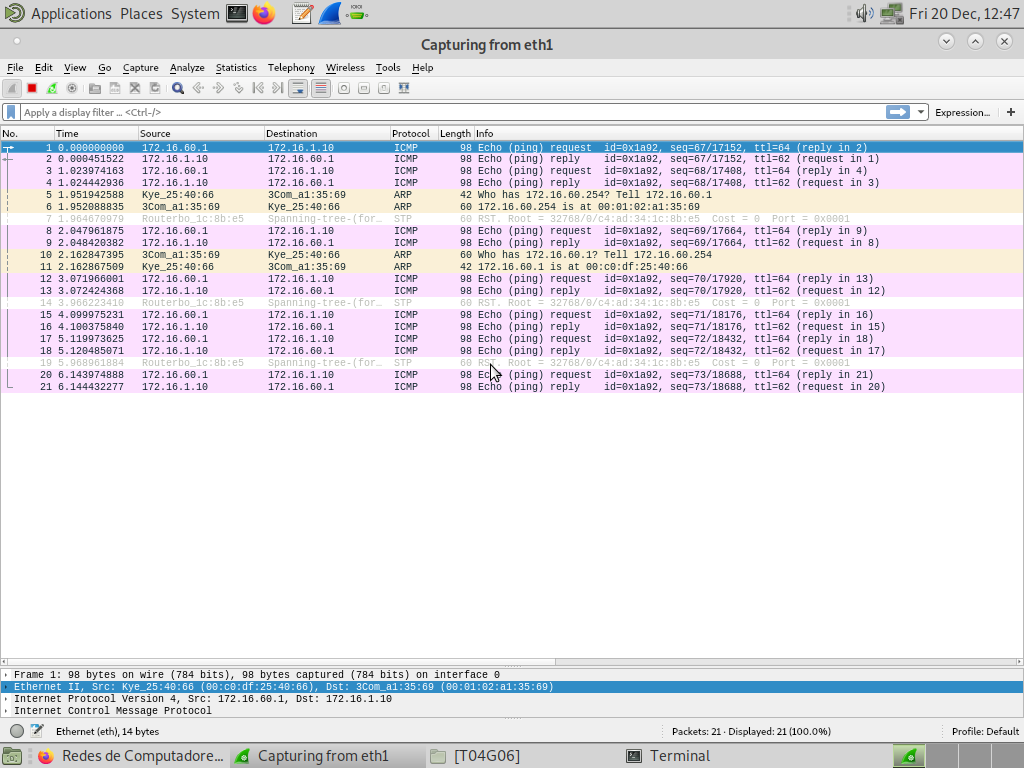 Applications Places System Fri 20 Dec, 12:47
Capturing from eth1
File Edit View Go Capture Analyze Statistics Telephony Wireless Tools Help
Apply a display filter ... <Ctrl-/> Expression... +
No. Time Source Destination Protocol Length Info
1 0.000000000 172.16.60.1 172.16.1.10 ICMP 98 Echo (ping) request id=0x1a92, seq=67/17152, ttl=64 (reply in 2)
2 0.000451522 172.16.1.10 172.16.60.1 ICMP 98 Echo (ping) reply id=0x1a92, seq=67/17152, ttl=62 (request in 1)
3 1.023974163 172.16.60.1 172.16.1.10 ICMP 98 Echo (ping) request id=0x1a92, seq=68/17408, ttl=64 (reply in 4)
4 1.024442936 172.16.1.10 172.16.60.1 ICMP 98 Echo (ping) reply id=0x1a92, seq=68/17408, ttl=62 (request in 3)
5 1.951942588 Kye_25:40:66 3Com_a1:35:69 ARP 42 Who has 172.16.60.254? Tell 172.16.60.1
6 1.952088835 3Com_a1:35:69 Kye_25:40:66 ARP 60 172.16.60.254 is at 00:01:02:a1:35:69
7 1.964670979 Routerbo_1c:8b:e5 Spanning-tree-(for… STP 60 RST. Root = 32768/0/c4:ad:34:1c:8b:e5 Cost = 0 Port = 0x0001
8 2.047961875 172.16.60.1 172.16.1.10 ICMP 98 Echo (ping) request id=0x1a92, seq=69/17664, ttl=64 (reply in 9)
9 2.048420382 172.16.1.10 172.16.60.1 ICMP 98 Echo (ping) reply id=0x1a92, seq=69/17664, ttl=62 (request in 8)
10 2.162847395 3Com_a1:35:69 Kye_25:40:66 ARP 60 Who has 172.16.60.1? Tell 172.16.60.254
11 2.162867509 Kye_25:40:66 3Com_a1:35:69 ARP 42 172.16.60.1 is at 00:c0:df:25:40:66
12 3.071966001 172.16.60.1 172.16.1.10 ICMP 98 Echo (ping) request id=0x1a92, seq=70/17920, ttl=64 (reply in 13)
13 3.072424368 172.16.1.10 172.16.60.1 ICMP 98 Echo (ping) reply id=0x1a92, seq=70/17920, ttl=62 (request in 12)
14 3.966223410 Routerbo_1c:8b:e5 Spanning-tree-(for… STP 60 RST. Root = 32768/0/c4:ad:34:1c:8b:e5 Cost = 0 Port = 0x0001
15 4.099975231 172.16.60.1 172.16.1.10 ICMP 98 Echo (ping) request id=0x1a92, seq=71/18176, ttl=64 (reply in 16)
16 4.100375840 172.16.1.10 172.16.60.1 ICMP 98 Echo (ping) reply id=0x1a92, seq=71/18176, ttl=62 (request in 15)
17 5.119973625 172.16.60.1 172.16.1.10 ICMP 98 Echo (ping) request id=0x1a92, seq=72/18432, ttl=64 (reply in 18)
18 5.120485071 172.16.1.10 172.16.60.1 ICMP 98 Echo (ping) reply id=0x1a92, seq=72/18432, ttl=62 (request in 17)
19 5.968961884 Routerbo_1c:8b:e5 Spanning-tree-(for… STP 60 RST. Root = 32768/0/c4:ad:34:1c:8b:e5 Cost = 0 Port = 0x0001
20 6.143974888 172.16.60.1 172.16.1.10 ICMP 98 Echo (ping) request id=0x1a92, seq=73/18688, ttl=64 (reply in 21)
21 6.144432277 172.16.1.10 172.16.60.1 ICMP 98 Echo (ping) reply id=0x1a92, seq=73/18688, ttl=62 (request in 20)
Frame 1: 98 bytes on wire (784 bits), 98 bytes captured (784 bits) on interface 0
Ethernet II, Src: Kye_25:40:66 (00:c0:df:25:40:66), Dst: 3Com_a1:35:69 (00:01:02:a1:35:69)
Internet Protocol Version 4, Src: 172.16.60.1, Dst: 172.16.1.10
Internet Control Message Protocol
Ethernet (eth), 14 bytes Packets: 21 · Displayed: 21 (100.0%) Profile: Default
Redes de Computadore... Capturing from eth1 [T04G06] Terminal